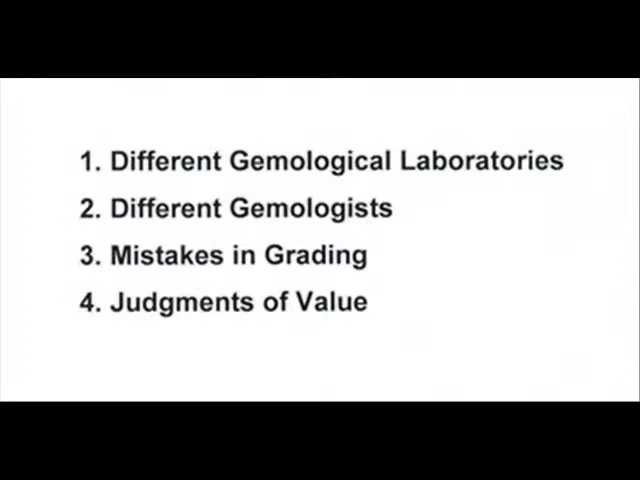 1. Different Gemological Laboratories
2. Different Gemologists
3. Mistakes in Grading
4. Judgments of Value